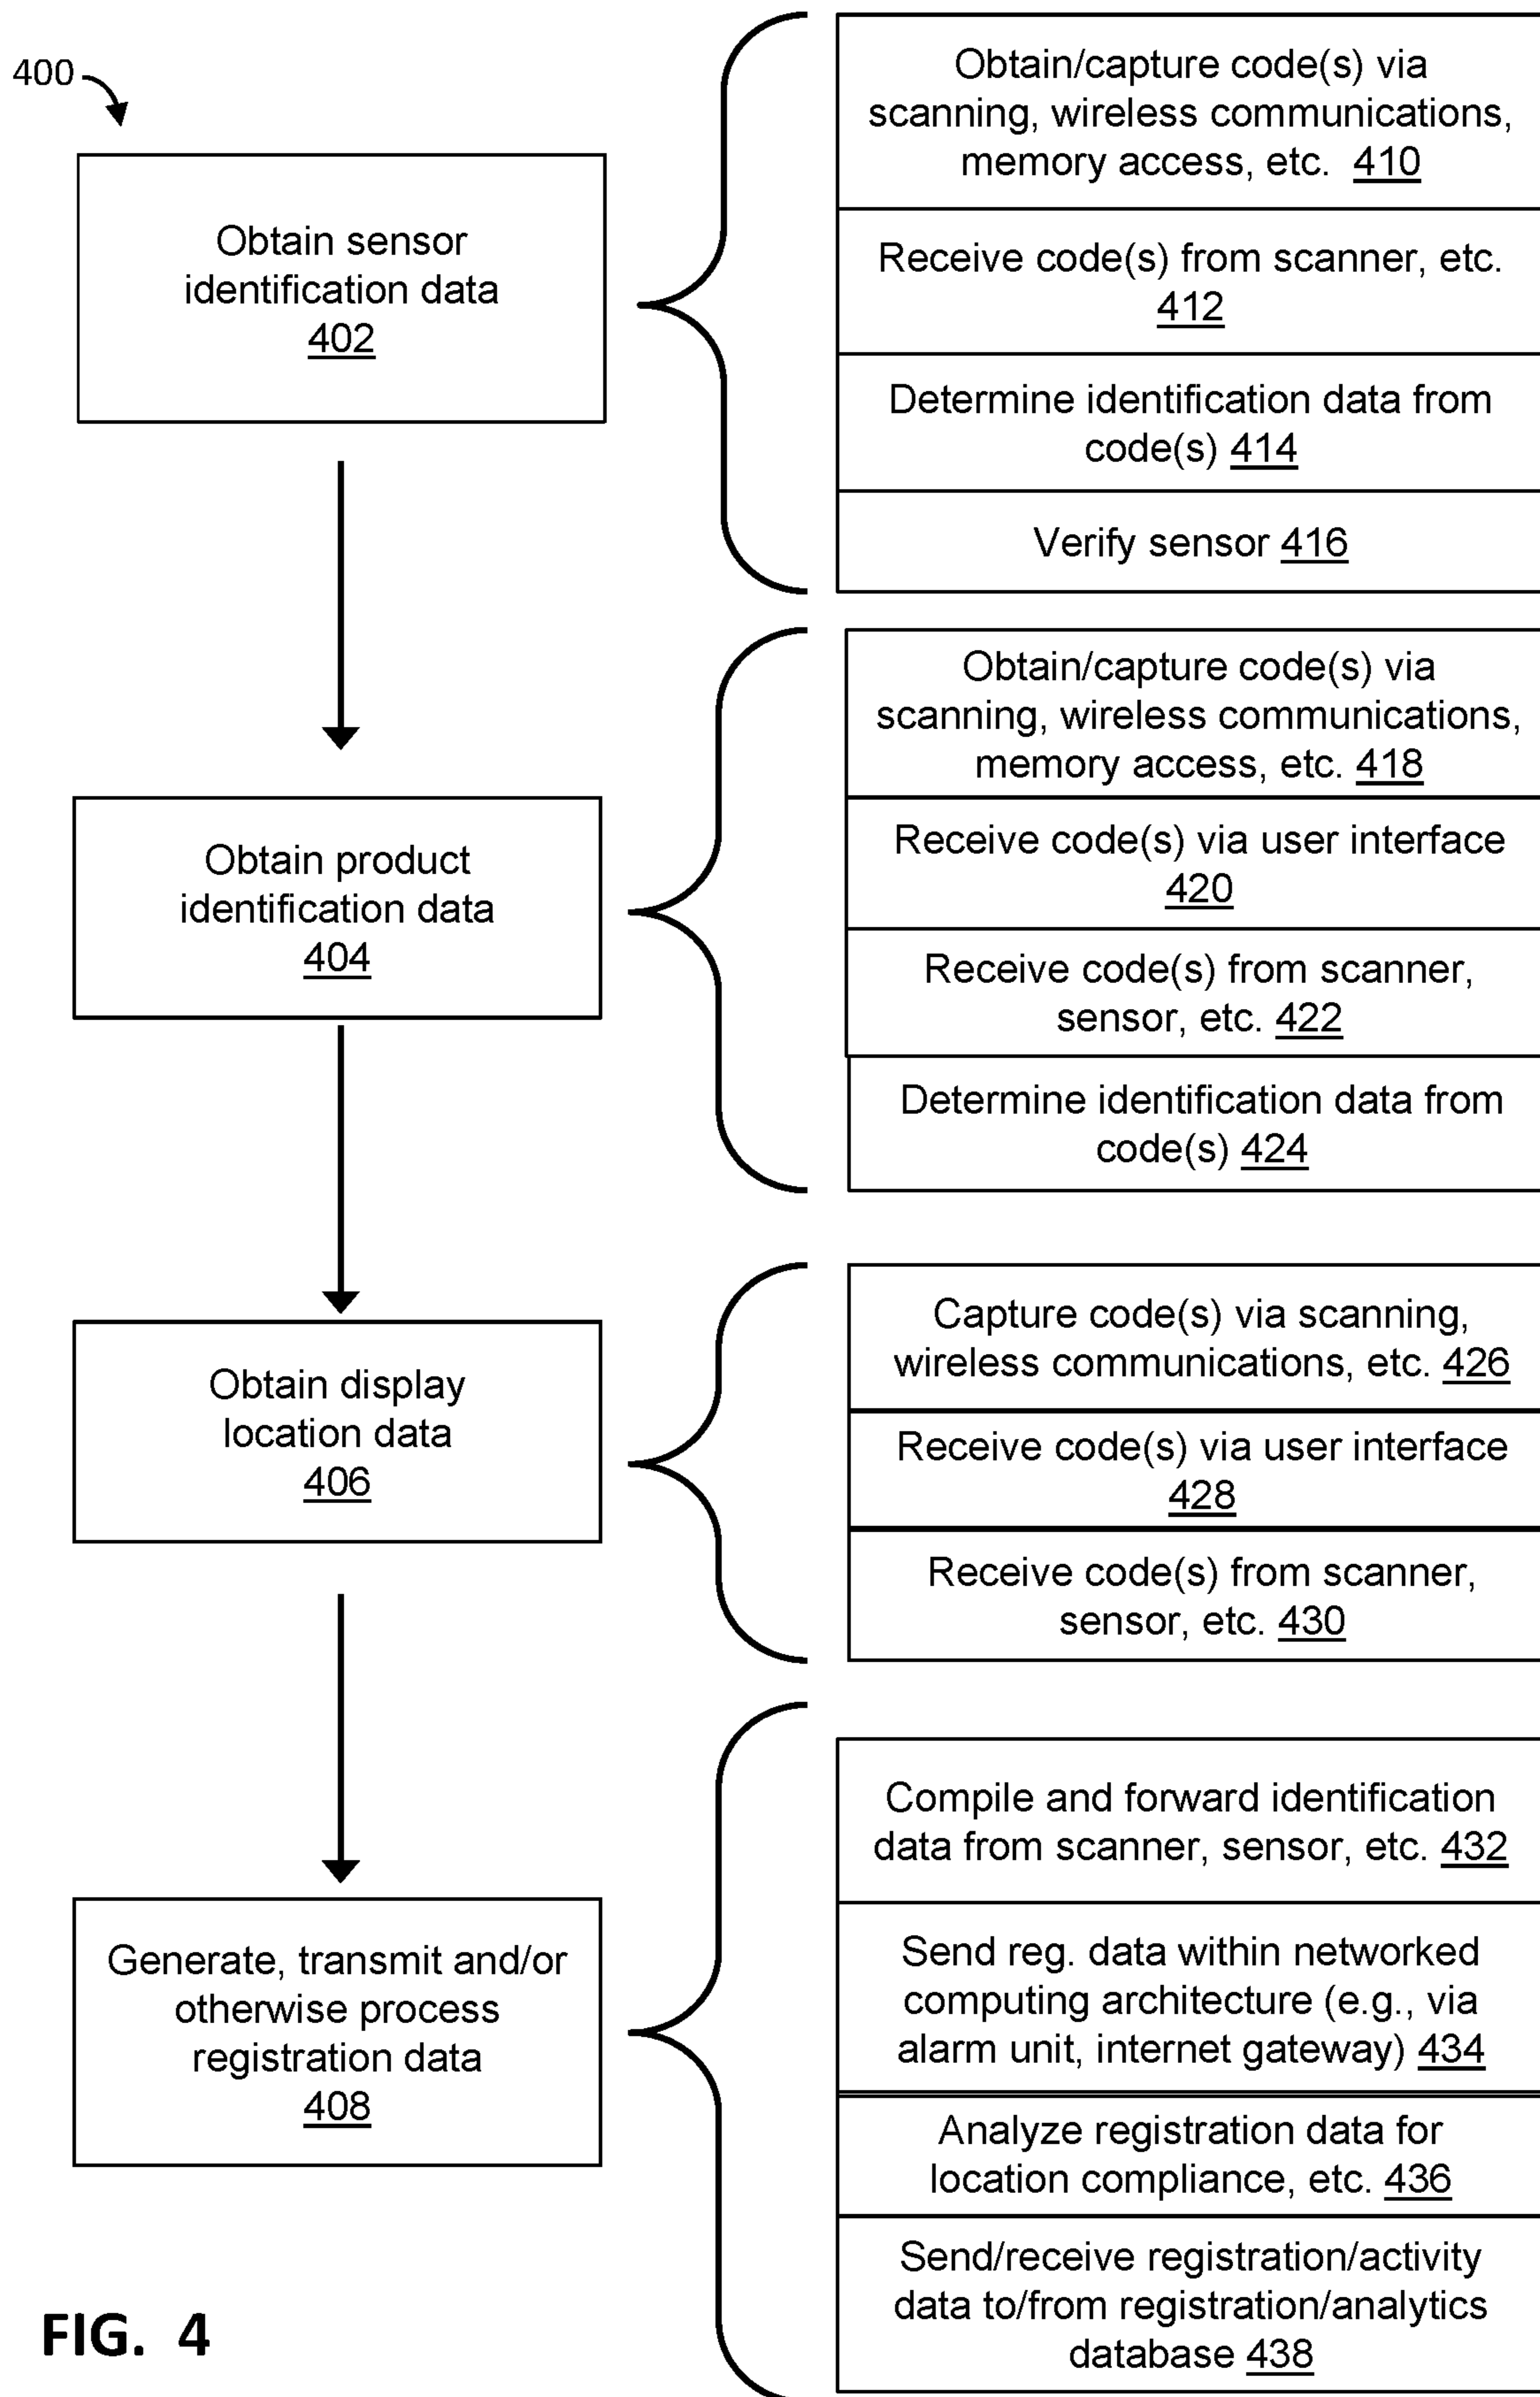 400
Obtain sensor
identification data
402
Obtain/capture code(s) via
scanning, wireless communications,
memory access, etc. 410
Receive code(s) from scanner, etc.
412
Determine identification data from
code(s) 414
Verify sensor 416
Obtain product
identification data
404
Obtain/capture code(s) via
scanning, wireless communications,
memory access, etc. 418
Receive code(s) via user interface
420
Receive code(s) from scanner,
sensor, etc. 422
Determine identification data from
code(s) 424
Obtain display
location data
406
Capture code(s) via scanning,
wireless communications, etc. 426
Receive code(s) via user interface
428
Receive code(s) from scanner,
sensor, etc. 430
Generate, transmit and/or
otherwise process
registration data
408
Compile and forward identification
data from scanner, sensor, etc. 432
Send reg. data within networked
computing architecture (e.g., via
alarm unit, internet gateway) 434
Analyze registration data for
location compliance, etc. 436
Send/receive registration/activity
data to/from registration/analytics
database 438
FIG. 4